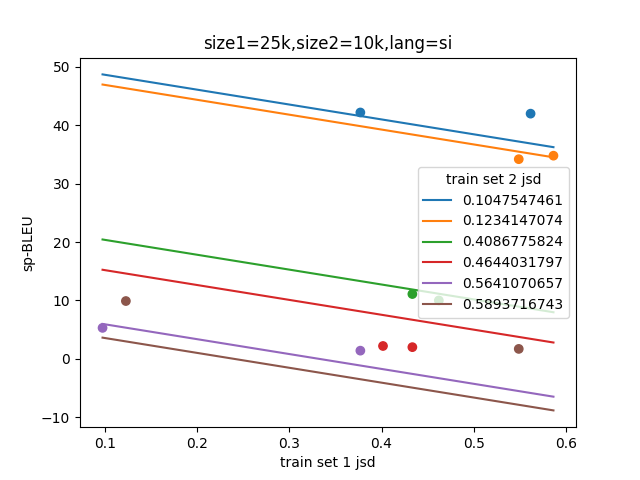 size1=25k,size2=10k,lang=si
50
40
30
20
10
0
−10
sp-BLEU
train set 2 jsd
0.1047547461
0.1234147074
0.4086775824
0.4644031797
0.5641070657
0.5893716743
0.1 0.2 0.3 0.4 0.5 0.6
train set 1 jsd